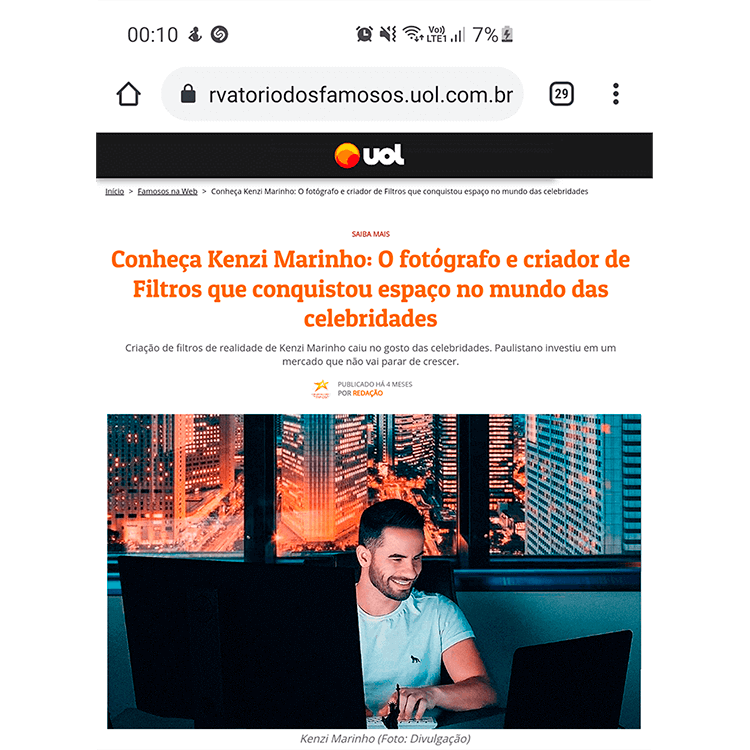 00:10
Vo))
LTE1
7%
rvatoriodosfamosos.uol.com.br
29
uol
Início > Famosos na Web > Conheça Kenzi Marinho: O fotógrafo e criador de Filtros que conquistou espaço no mundo das celebridades
SAIBA MAIS
Conheça Kenzi Marinho: O fotógrafo e criador de
Filtros que conquistou espaço no mundo das
celebridades
Criação de filtros de realidade de Kenzi Marinho caiu no gosto das celebridades. Paulistano investiu em um
mercado que não vai parar de crescer.
PUBLICADO HÁ 4 MESES
POR REDAÇÃO
Kenzi Marinho (Foto: Divulgação)